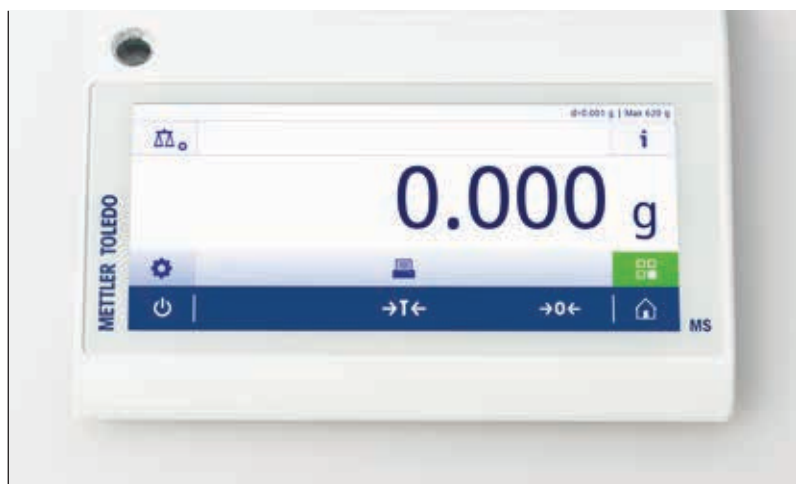 d=0.001 g | Max 620 g
i
0.000 g
METTLER TOLEDO
→T←
→0←
MS